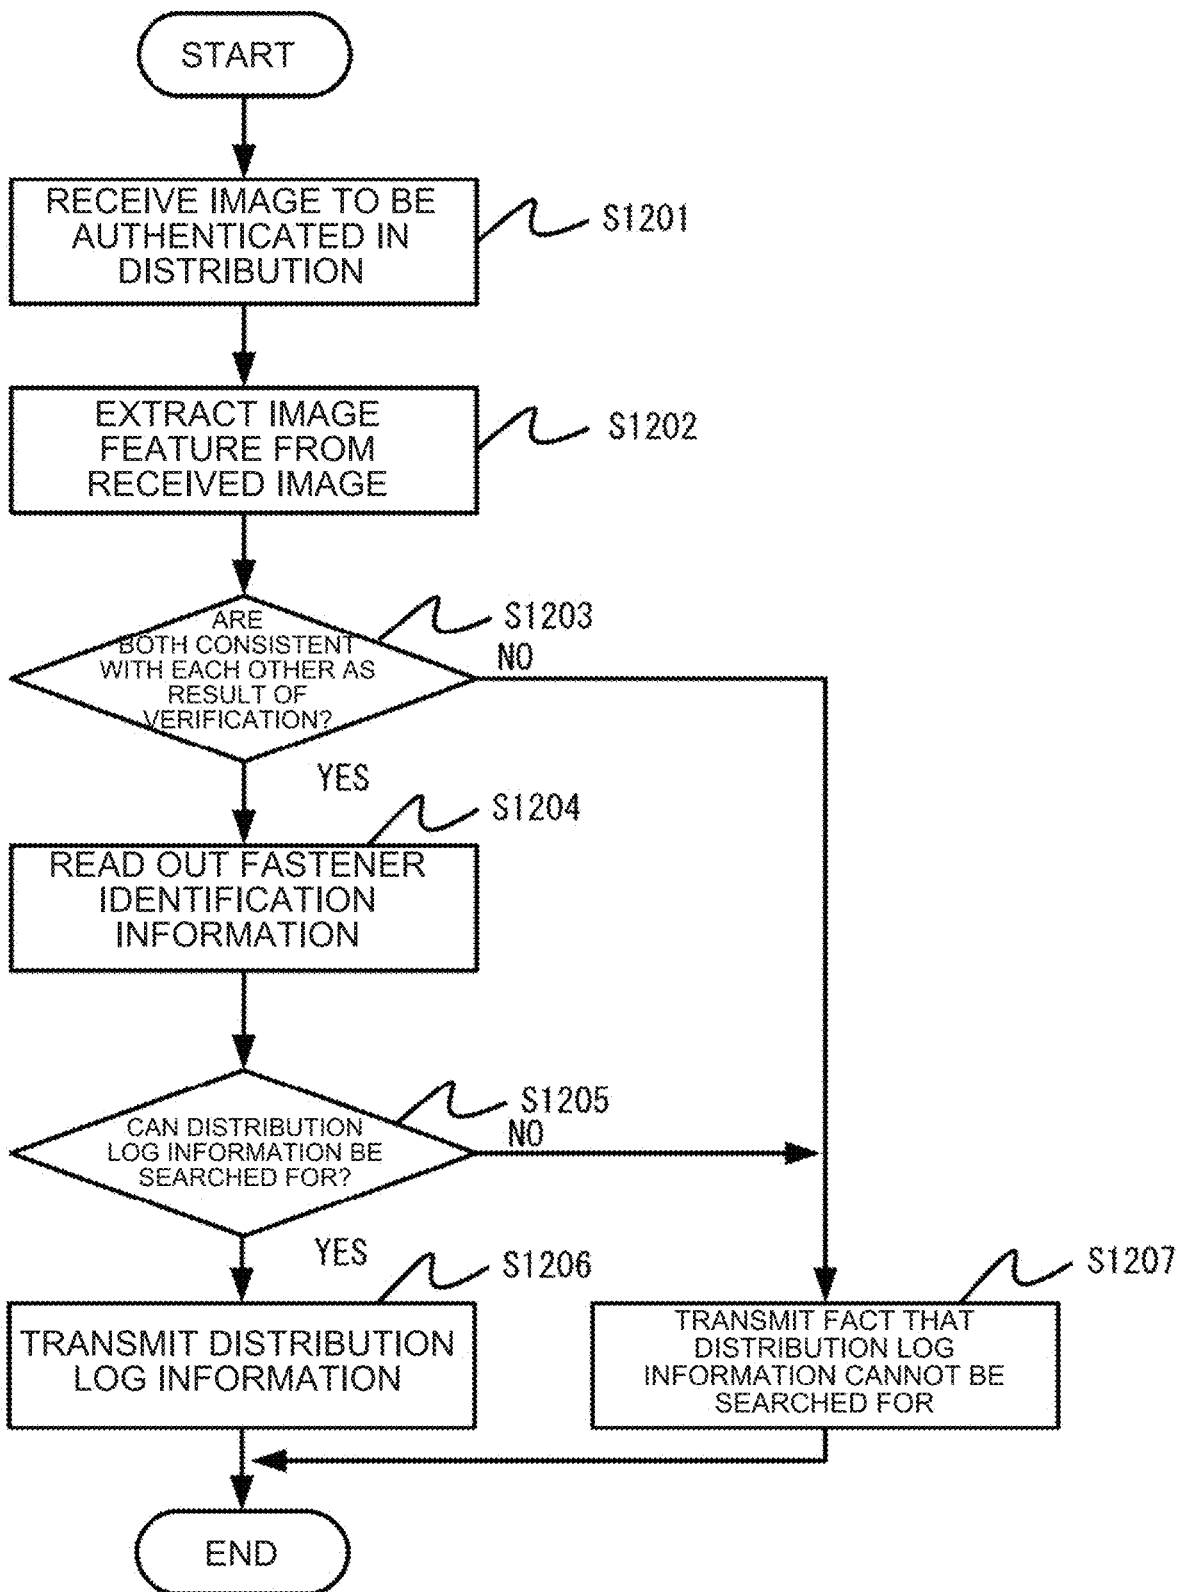 START
RECEIVE IMAGE TO BE
AUTHENTICATED IN
DISTRIBUTION
S1201
EXTRACT IMAGE
FEATURE FROM
RECEIVED IMAGE
S1202
ARE
BOTH CONSISTENT
WITH EACH OTHER AS
RESULT OF
VERIFICATION?
S1203
NO
YES
S1204
READ OUT FASTENER
IDENTIFICATION
INFORMATION
CAN DISTRIBUTION
LOG INFORMATION BE
SEARCHED FOR?
S1205
NO
YES
S1206
TRANSMIT DISTRIBUTION
LOG INFORMATION
S1207
TRANSMIT FACT THAT
DISTRIBUTION LOG
INFORMATION CANNOT BE
SEARCHED FOR
END